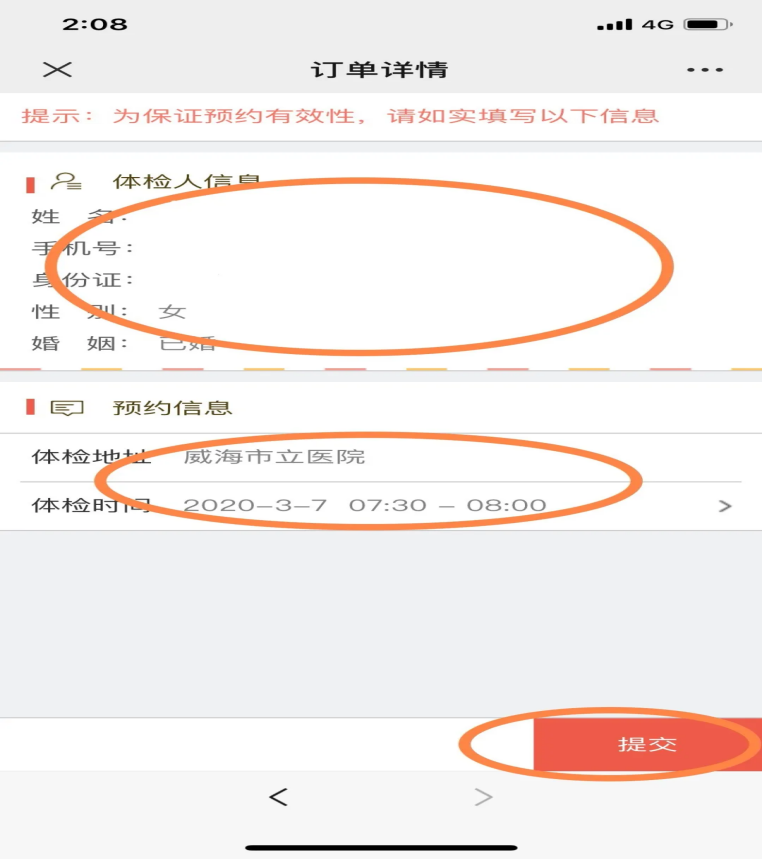 2:08 4G
订单详情
提示：为保证预约有效性，请如实填写以下信息
体检人信息
姓 名：
手机号：
身份证：
性 别：女
婚 姻：已婚
预约信息
体检地址 威海市立医院
体检时间 2020-3-7 07:30 - 08:00
提交